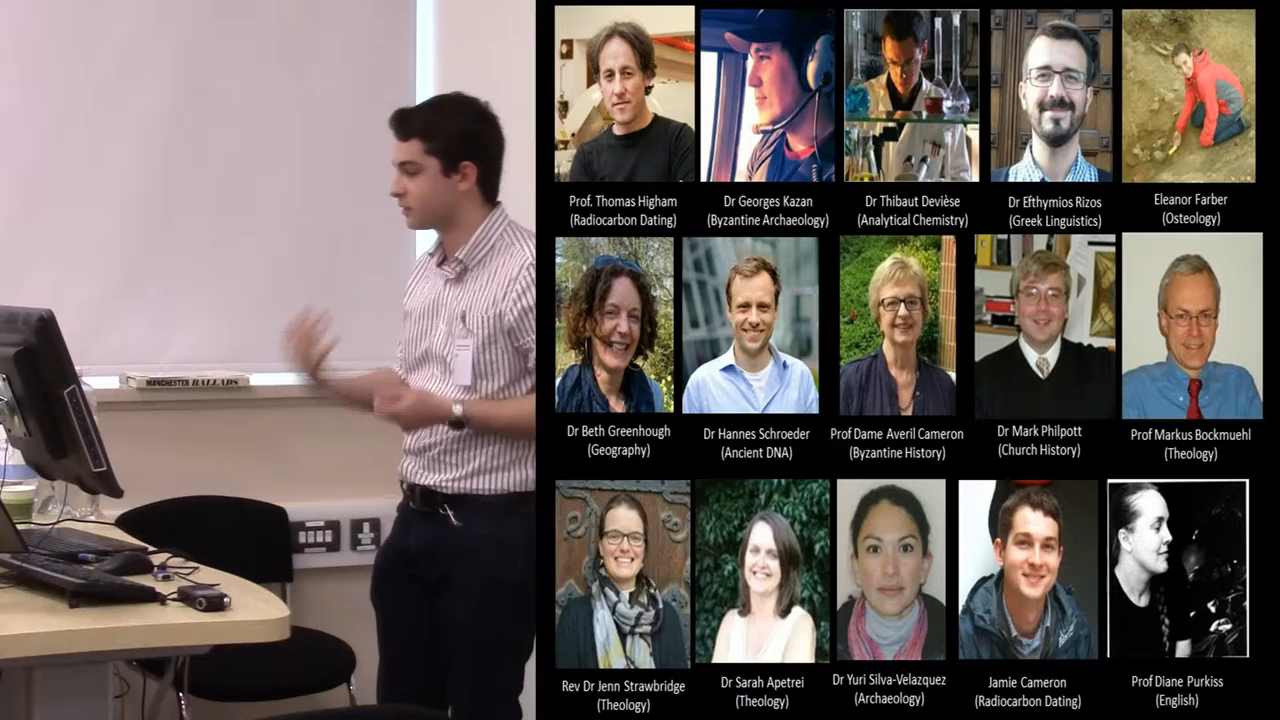 MANCHESTER BALLADS
Prof. Thomas Higham
(Radiocarbon Dating)
Dr Georges Kazan
(Byzantine Archaeology)
Dr Thibaut Devièse
(Analytical Chemistry)
Dr Efthymios Rizos
(Greek Linguistics)
Eleanor Farber
(Osteology)
Dr Beth Greenhough
(Geography)
Dr Hannes Schroeder
(Ancient DNA)
Prof Dame Averil Cameron
(Byzantine History)
Dr Mark Philpott
(Church History)
Prof Markus Bockmuehl
(Theology)
Rev Dr Jenn Strawbridge
(Theology)
Dr Sarah Apetrei
(Theology)
Dr Yuri Silva-Velazquez
(Archaeology)
Jamie Cameron
(Radiocarbon Dating)
Prof Diane Purkiss
(English)